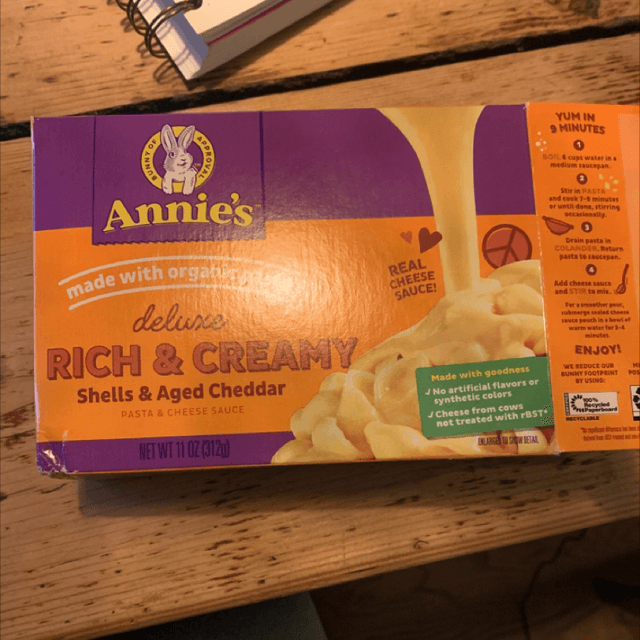 BUNNY OF APPROVAL
Annie's
made with organic
deluxe
RICH & CREAMY
Shells & Aged Cheddar
PASTA & CHEESE SAUCE
NET WT 11 OZ (312g)
REAL
CHEESE
SAUCE!
Made with goodness
✓ No artificial flavors or
synthetic colors
✓ Cheese from cows
not treated with rBST*
ENLARGED TO SHOW DETAIL
YUM IN
9 MINUTES
1
BOIL 6 cups water in a
medium saucepan.
2
Stir in PASTA
and cook 7-9 minutes
or until done, stirring
occasionally.
3
Drain pasta in
COLANDER. Return
pasta to saucepan.
4
Add cheese sauce
and STIR to mix.
For a smoother pour,
submerge sealed cheese
sauce pouch in a bowl of
warm water for 3-4
minutes.
ENJOY!
WE REDUCE OUR
BUNNY FOOTPRINT
BY USING:
100%
Recycled
Paperboard
RECYCLABLE